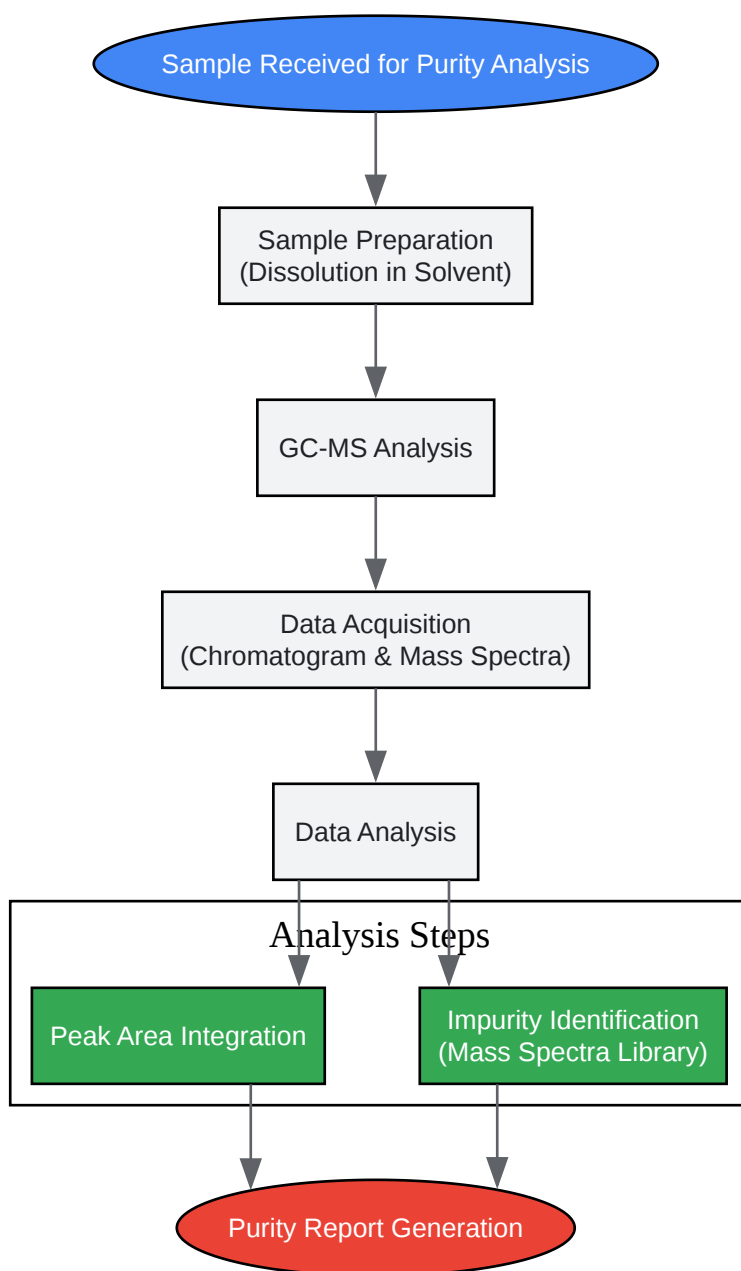 Sample Received for Purity Analysis
Sample Preparation
(Dissolution in Solvent)
GC-MS Analysis
Data Acquisition
(Chromatogram & Mass Spectra)
Data Analysis
Analysis Steps
Peak Area Integration
Impurity Identification
(Mass Spectra Library)
Purity Report Generation